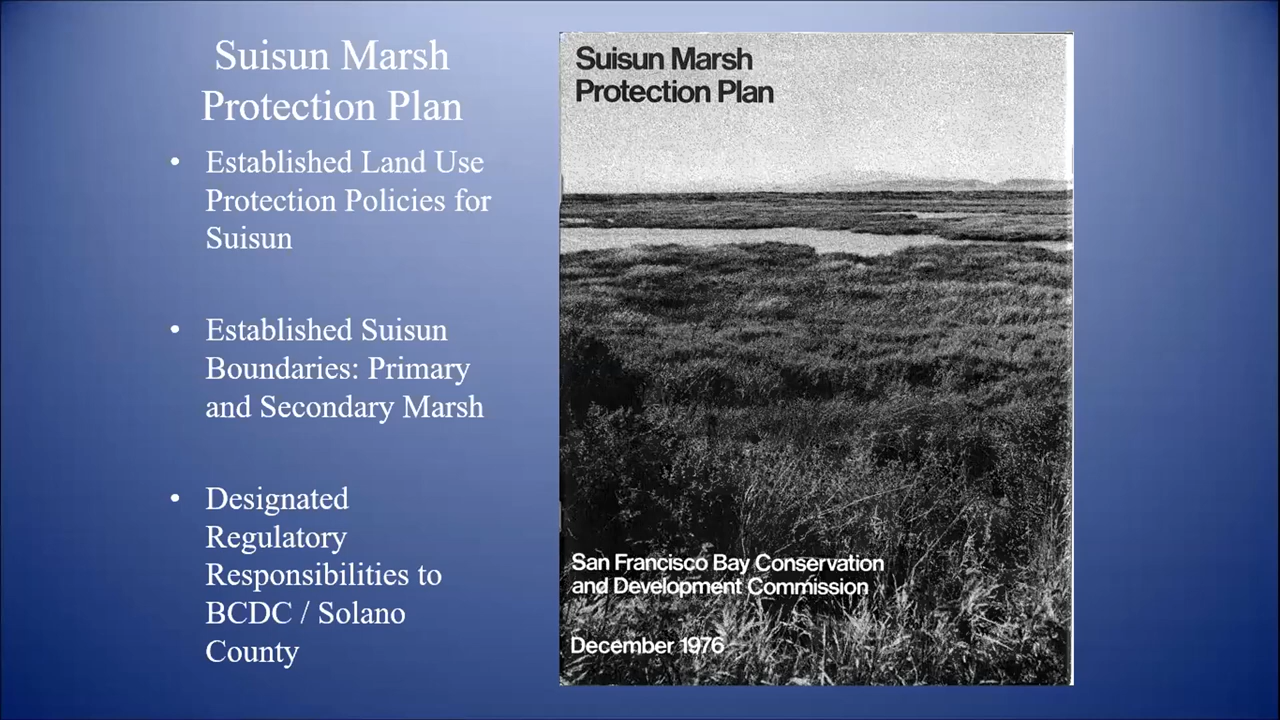 Suisun Marsh
Protection Plan
• Established Land Use
Protection Policies for
Suisun
• Established Suisun
Boundaries: Primary
and Secondary Marsh
• Designated
Regulatory
Responsibilities to
BCDC / Solano
County
Suisun Marsh
Protection Plan
San Francisco Bay Conservation
and Development Commission
December 1976